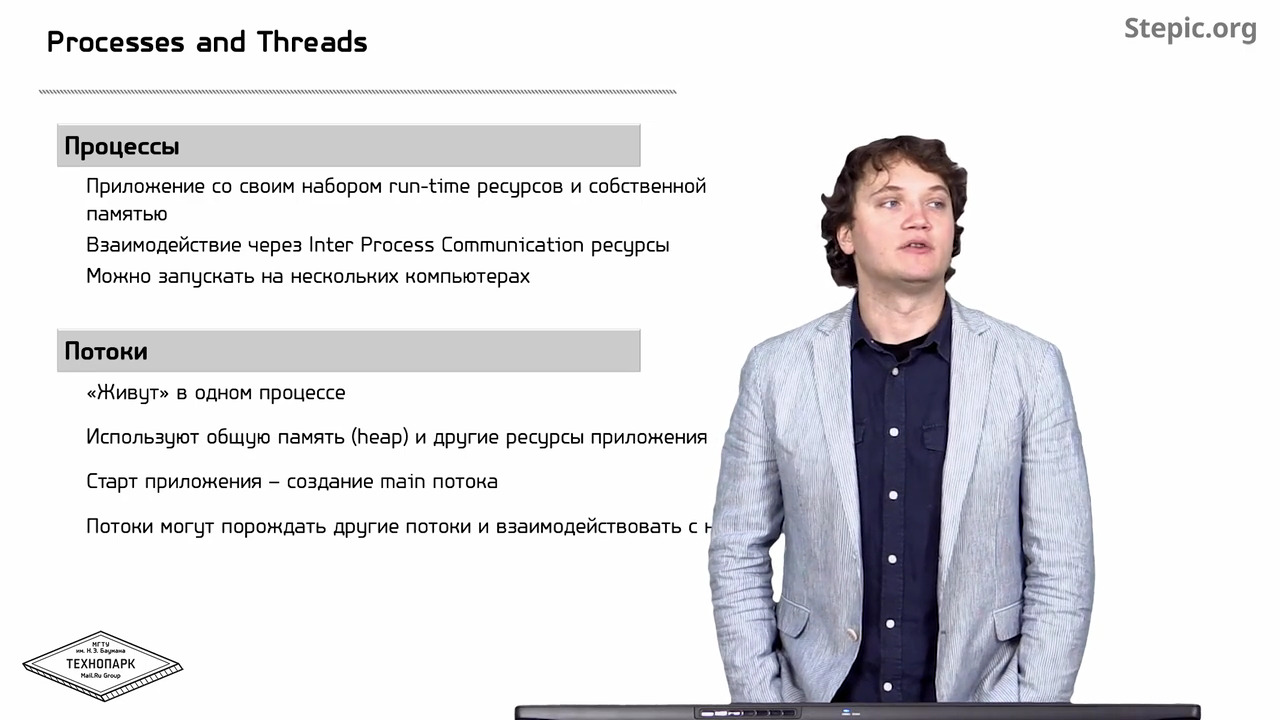 Processes and Threads
Stepic.org
Процессы
Приложение со своим набором run-time ресурсов и собственной
памятью
Взаимодействие через Inter Process Communication ресурсы
Можно запускать на нескольких компьютерах
Потоки
«Живут» в одном процессе
Используют общую память (heap) и другие ресурсы приложения
Старт приложения – создание main потока
Потоки могут порождать другие потоки и взаимодействовать с
МГТУ
им. Н.Э. Баумана
ТЕХНОПАРК
Mail.Ru Group